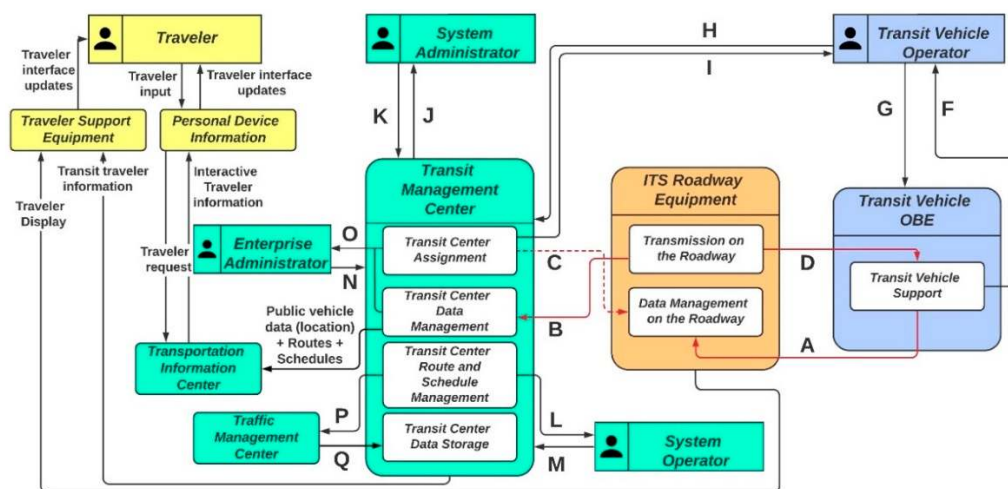 Traveler
System
Administrator
Transit Vehicle
Operator
H
I
Traveler
interface
updates
Traveler
input
Traveler interface
updates
K
J
G
F
Traveler Support
Equipment
Personal Device
Information
Transit traveler
information
Interactive
Traveler
information
Traveler
Display
Traveler
request
Transit
Management
Center
ITS Roadway
Equipment
Transit Vehicle
OBE
Enterprise
Administrator
O
N
Transit Center
Assignment
C
Transmission on
the Roadway
D
Transit Vehicle
Support
Public vehicle
data (location)
+ Routes +
Schedules
Transit Center
Data
Management
B
Data Management
on the Roadway
A
Transportation
Information
Center
Transit Center
Route and
Schedule
Management
P
L
Traffic
Management
Center
Q
Transit Center
Data Storage
M
System
Operator